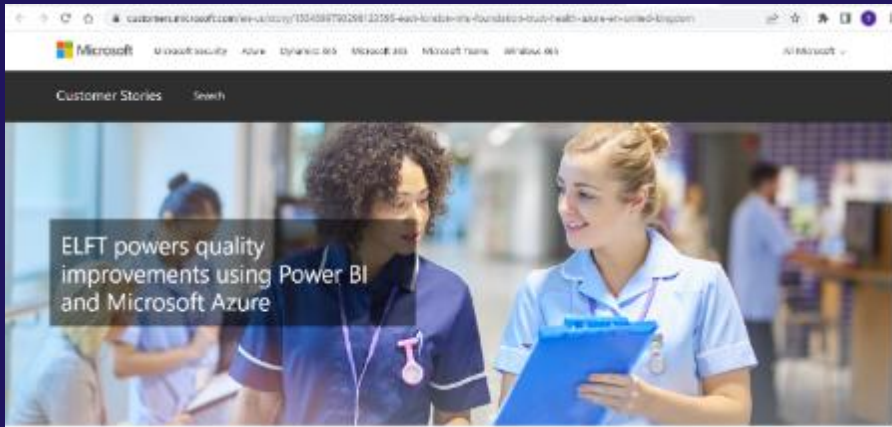 Microsoft Microsoft Security Azure Dynamics 365 Microsoft 365 Microsoft Teams Windows 365 All Microsoft
Customer Stories Search
ELFT powers quality
improvements using Power BI
and Microsoft Azure